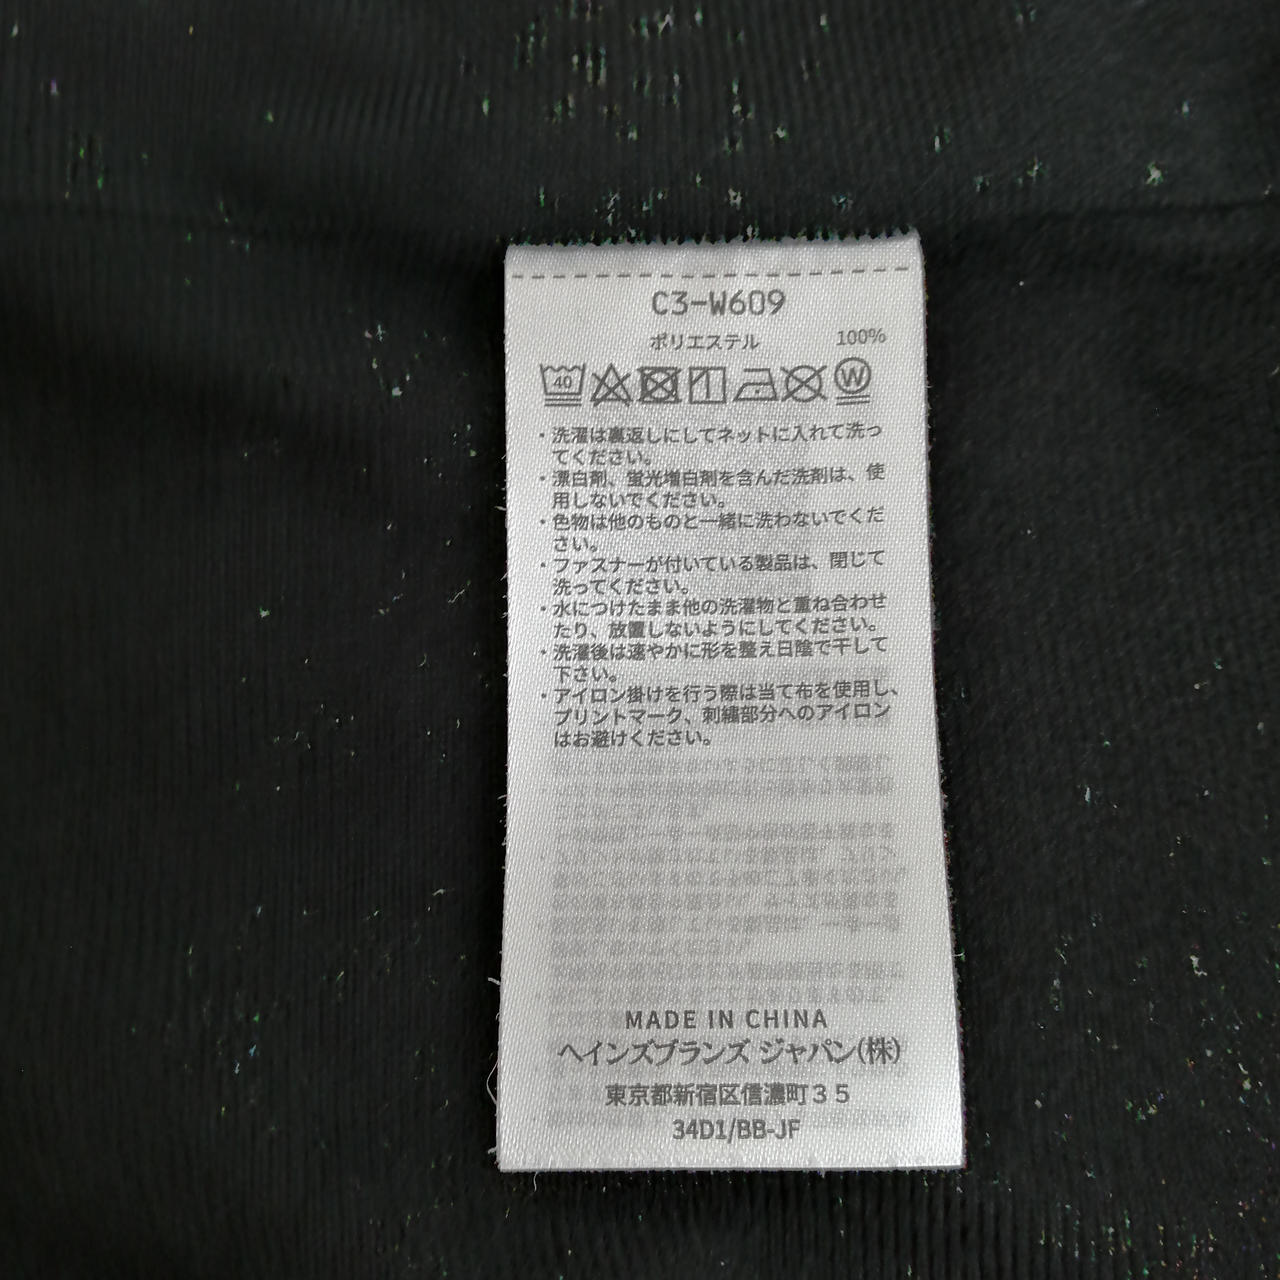 C3-W609
ポリエステル 100%
40
W
・洗濯は裏返しにしてネットに入れて洗っ
てください。
・漂白剤、蛍光増白剤を含んだ洗剤は、使
用しないでください。
・色物は他のものと一緒に洗わないでくだ
さい。
・ファスナーが付いている製品は、閉じて
洗ってください。
・水につけたまま他の洗濯物と重ね合わせ
たり、放置しないようにしてください。
・洗濯後は速やかに形を整え日陰で干して
下さい。
・アイロン掛けを行う際は当て布を使用し、
プリントマーク、刺繍部分へのアイロン
はお避けください。
MADE IN CHINA
ヘインズブランズ ジャパン(株)
東京都新宿区信濃町35
34D1/BB-JF